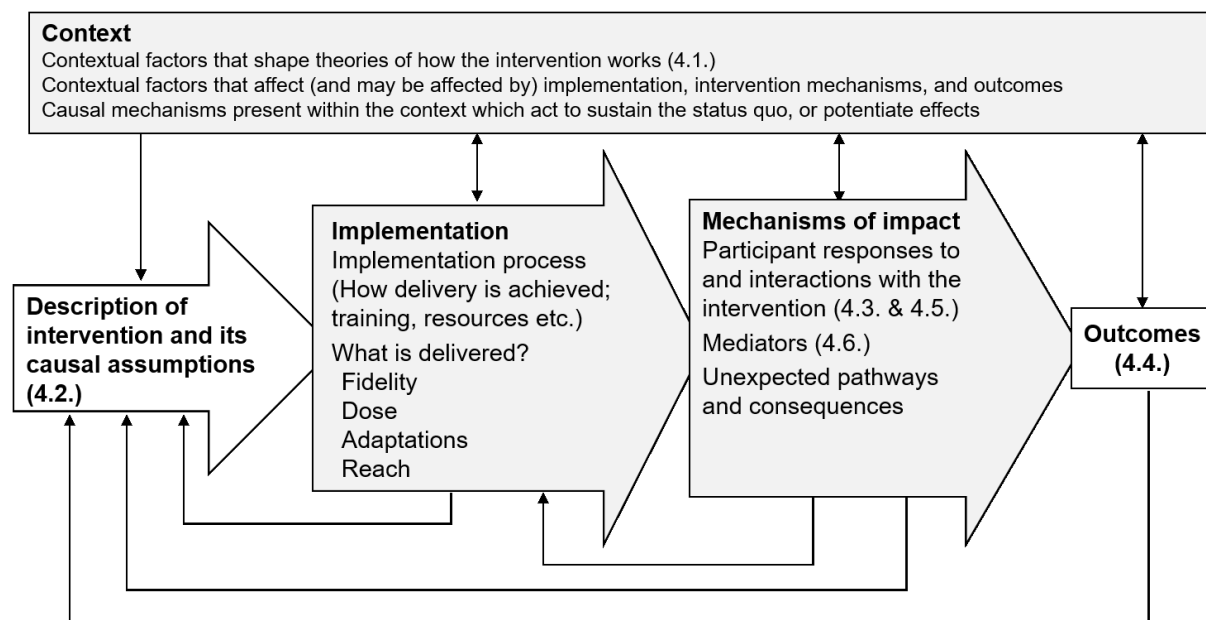 Context
Contextual factors that shape theories of how the intervention works (4.1.)
Contextual factors that affect (and may be affected by) implementation, intervention mechanisms, and outcomes
Causal mechanisms present within the context which act to sustain the status quo, or potentiate effects
Description of
intervention and its
causal assumptions
(4.2.)
Implementation
Implementation process
(How delivery is achieved;
training, resources etc.)
What is delivered?
Fidelity
Dose
Adaptations
Reach
Mechanisms of impact
Participant responses to
and interactions with the
intervention (4.3. & 4.5.)
Mediators (4.6.)
Unexpected pathways
and consequences
Outcomes
(4.4.)